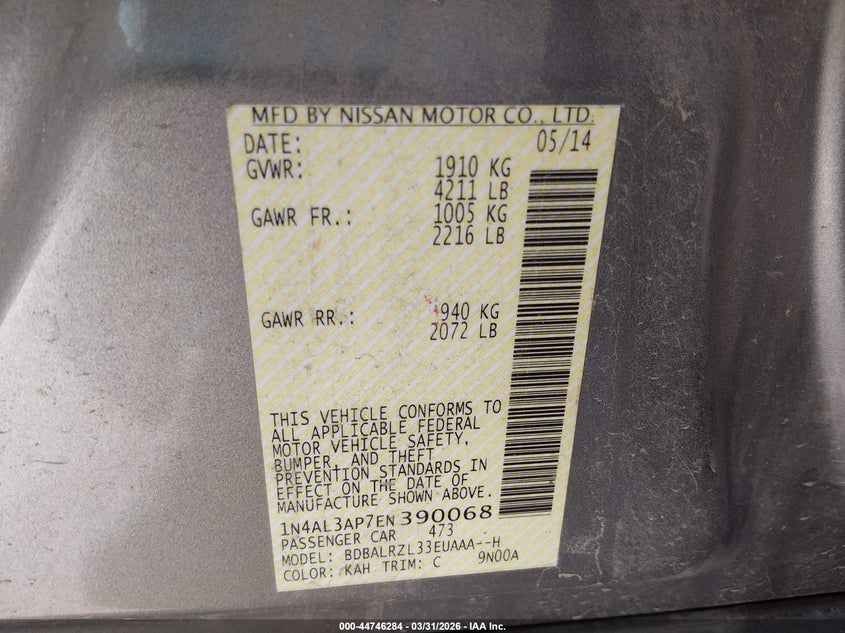 MFD BY NISSAN MOTOR CO., LTD.
DATE: 05/14
GVWR: 1910 KG
4211 LB
GAWR FR.: 1005 KG
2216 LB
GAWR RR.: 940 KG
2072 LB
THIS VEHICLE CONFORMS TO
ALL APPLICABLE FEDERAL
MOTOR VEHICLE SAFETY,
BUMPER, AND THEFT
PREVENTION STANDARDS IN
EFFECT ON THE DATE OF
MANUFACTURE SHOWN ABOVE.
1N4AL3AP7EN390068
PASSENGER CAR 473
MODEL: BDBALRZL33EUAAA--H
COLOR: KAH TRIM: C 9N00A
000-44746284 - 03/31/2026 - IAA Inc.